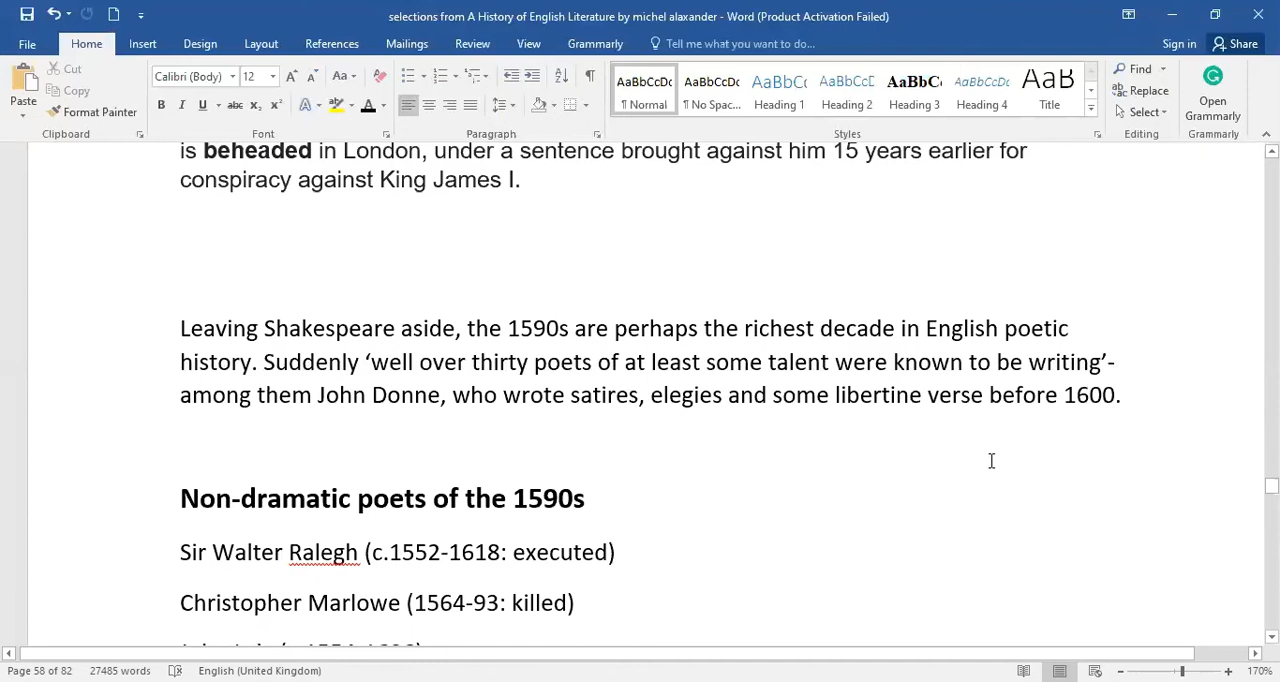 selections from A History of English Literature by michel alaxander - Word (Product Activation Failed)
File Home Insert Design Layout References Mailings Review View Grammarly Tell me what you want to do... Sign in Share
Paste Cut Copy Format Painter
Clipboard
Calibri (Body) 12
Font
Paragraph
AaBbCcDc AaBbCcDc AaBbCc AaBbCcD AaBbC AaBbCcDc AaB
¶ Normal ¶ No Spac... Heading 1 Heading 2 Heading 3 Heading 4 Title
Styles
Find
Replace
Select
Editing
Open Grammarly
Grammarly
is beheaded in London, under a sentence brought against him 15 years earlier for
conspiracy against King James I.
Leaving Shakespeare aside, the 1590s are perhaps the richest decade in English poetic
history. Suddenly ‘well over thirty poets of at least some talent were known to be writing’-
among them John Donne, who wrote satires, elegies and some libertine verse before 1600.
Non-dramatic poets of the 1590s
Sir Walter Ralegh (c.1552-1618: executed)
Christopher Marlowe (1564-93: killed)
Page 58 of 82 27485 words English (United Kingdom) 170%